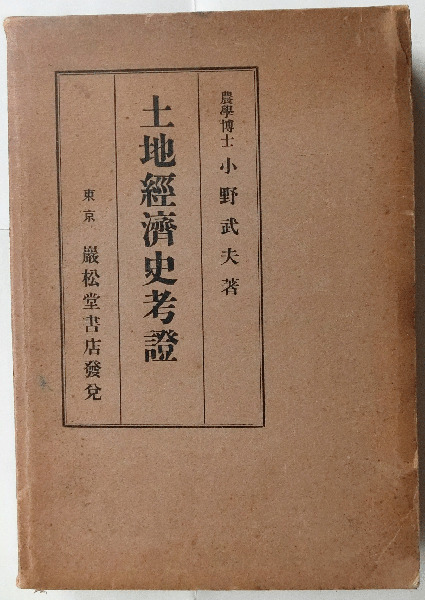 農學博士 小野武夫著
土地經濟史考證
東京 巖松堂書店發兌